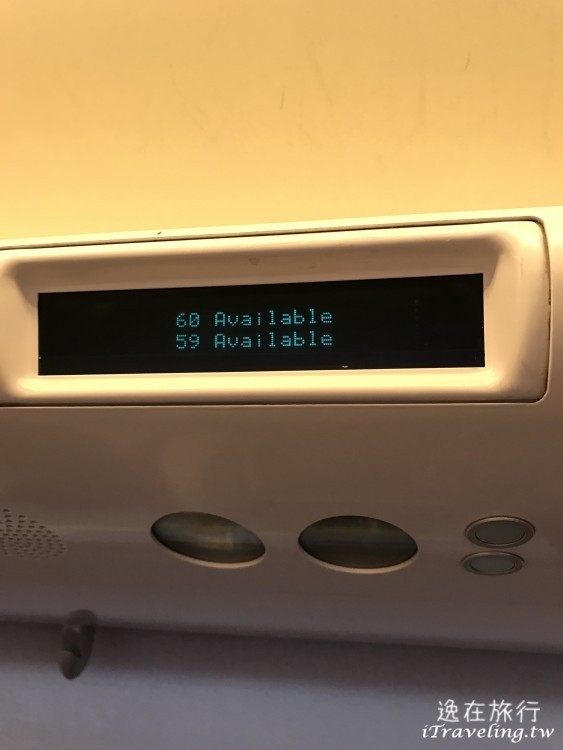 60 Available
59 Available
逸在旅行
iTraveling.tw